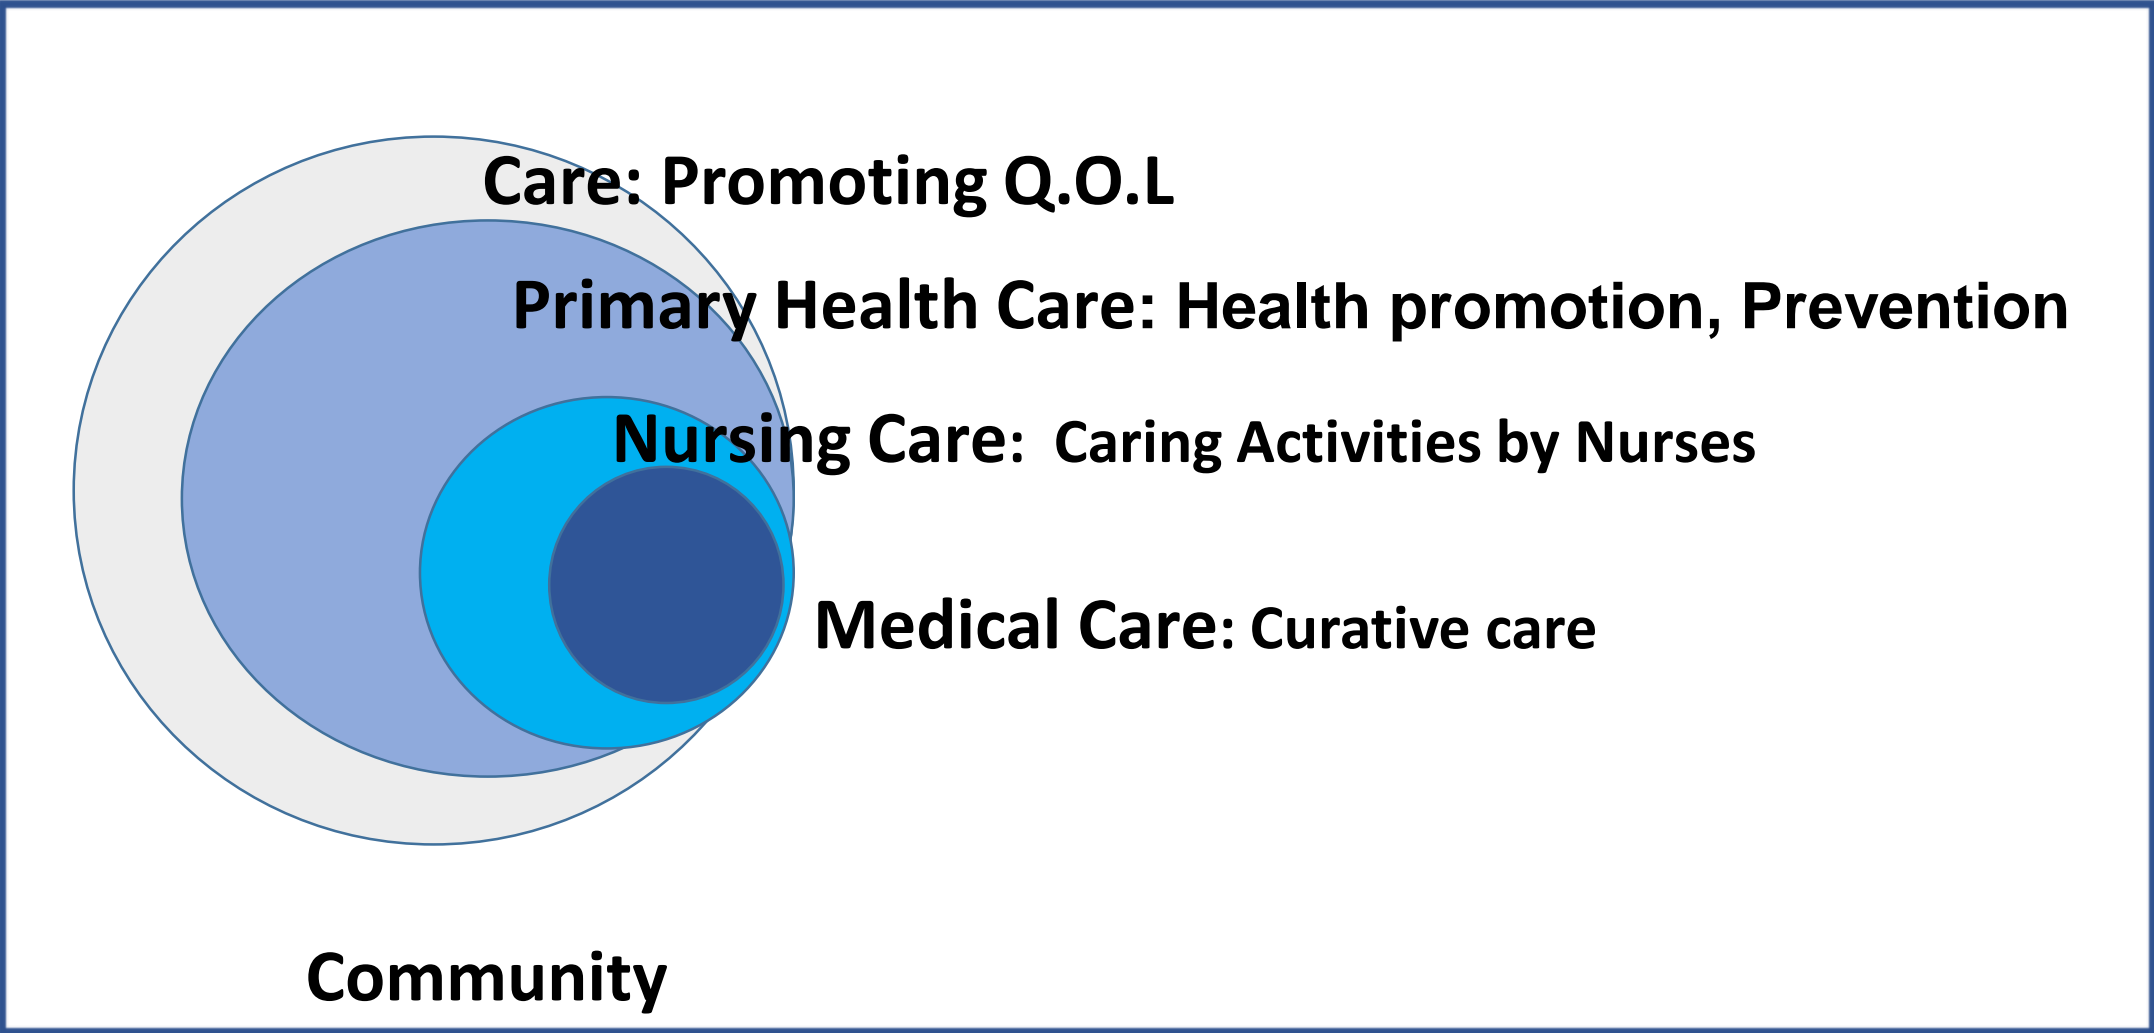 Care: Promoting Q.O.L
Primary Health Care: Health promotion, Prevention
Nursing Care: Caring Activities by Nurses
Medical Care: Curative care
Community